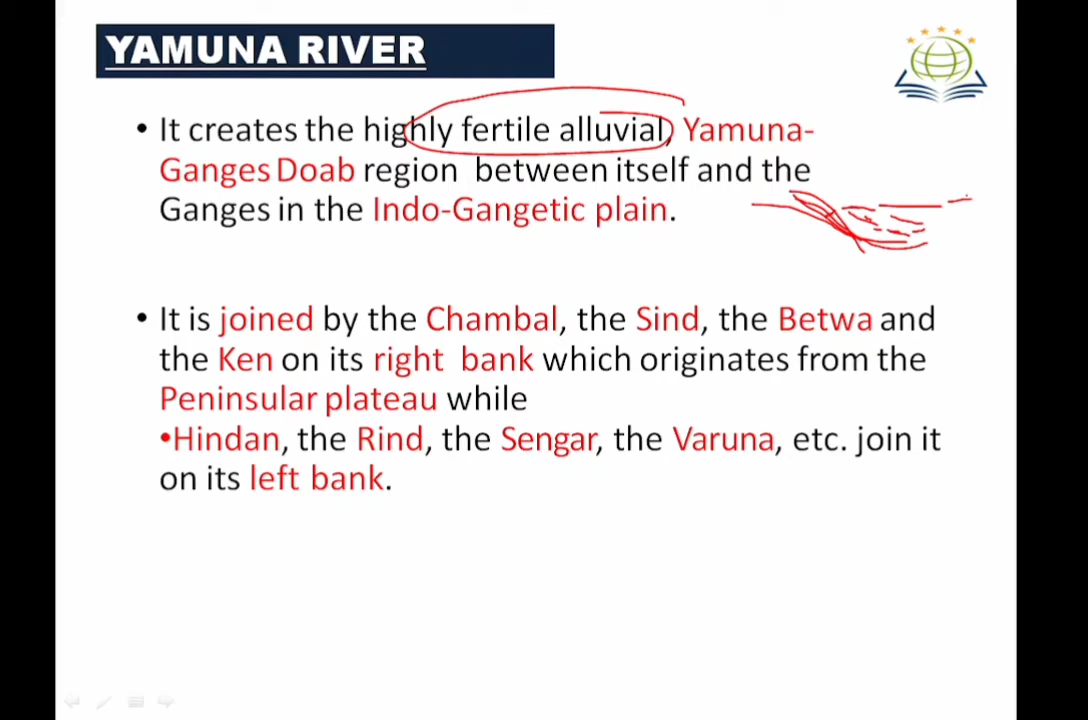 YAMUNA RIVER
• It creates the highly fertile alluvial, Yamuna-
Ganges Doab region between itself and the
Ganges in the Indo-Gangetic plain.
• It is joined by the Chambal, the Sind, the Betwa and
the Ken on its right bank which originates from the
Peninsular plateau while
•Hindan, the Rind, the Sengar, the Varuna, etc. join it
on its left bank.